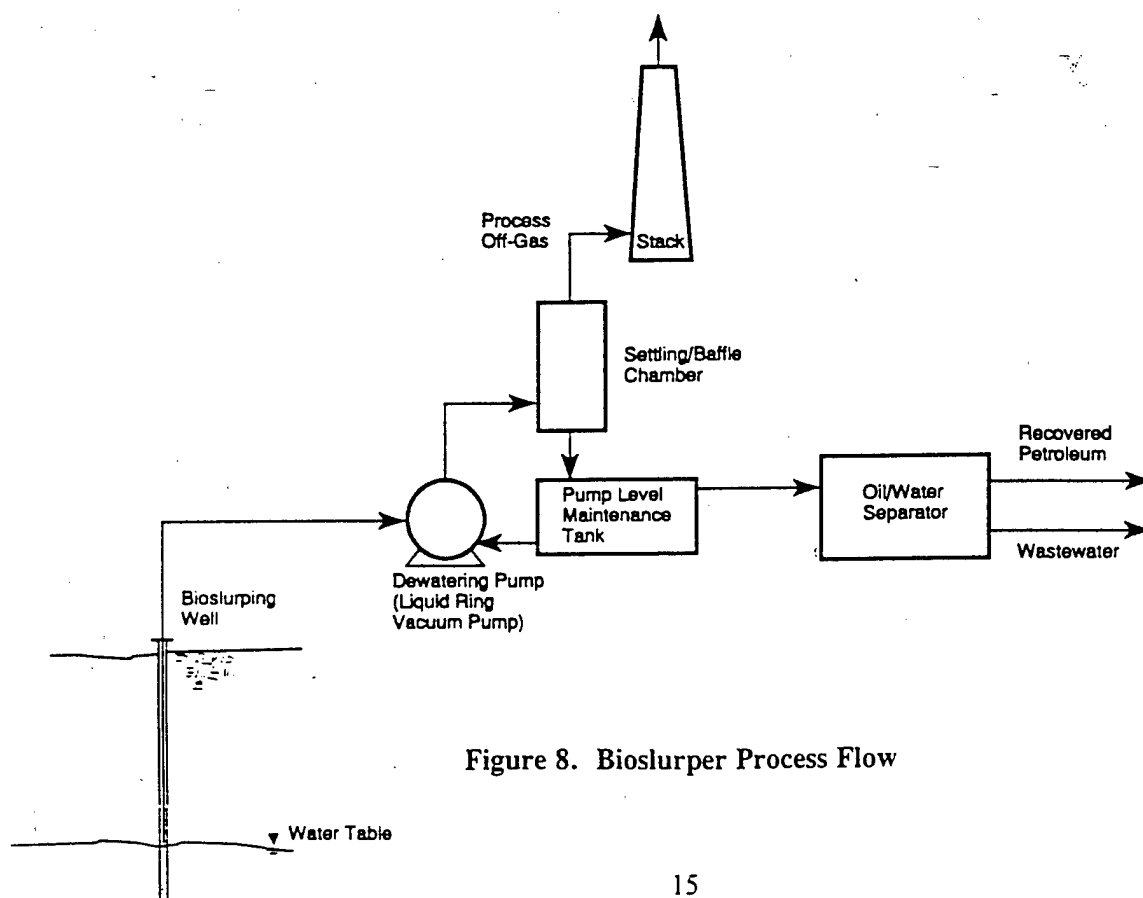 Process
Off-Gas
Stack
Settling/Baffle
Chamber
Recovered
Petroleum
Pump Level
Maintenance
Tank
Oil/Water
Separator
Wastewater
Dewatering Pump
(Liquid Ring
Vacuum Pump)
Bioslurping
Well
Figure 8. Bioslurper Process Flow
Water Table
15